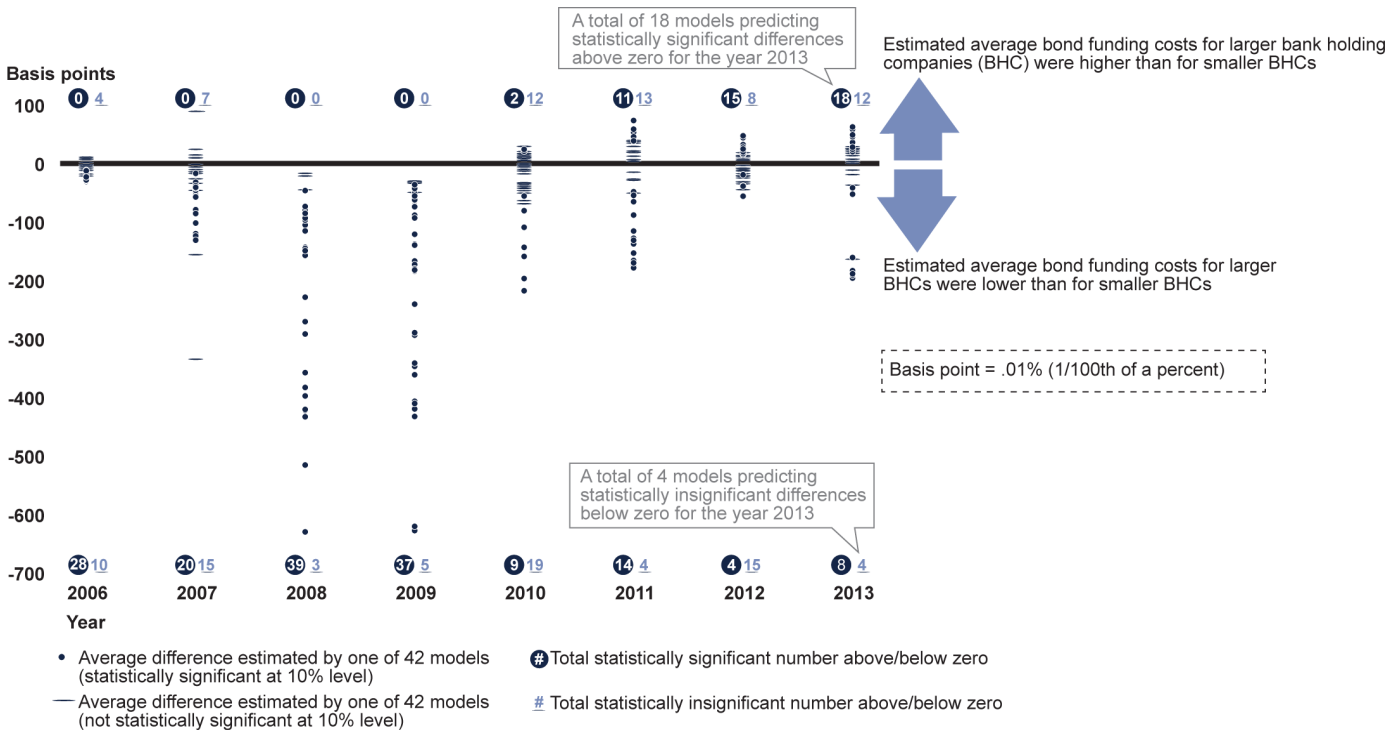 A total of 18 models predicting
statistically significant differences
above zero for the year 2013
Estimated average bond funding costs for larger bank holding
companies (BHC) were higher than for smaller BHCs
Basis points
0 4 0 7 0 0 0 0 2 12 11 13 15 8 18 12
100
0
-100
-200
Estimated average bond funding costs for larger
BHCs were lower than for smaller BHCs
-300
Basis point = .01% (1/100th of a percent)
-400
-500
A total of 4 models predicting
statistically insignificant differences
below zero for the year 2013
-600
28 10 20 15 39 3 37 5 9 19 14 4 4 15 8 4
-700
2006 2007 2008 2009 2010 2011 2012 2013
Year
Average difference estimated by one of 42 models
(statistically significant at 10% level)
# Total statistically significant number above/below zero
Average difference estimated by one of 42 models
(not statistically significant at 10% level)
# Total statistically insignificant number above/below zero